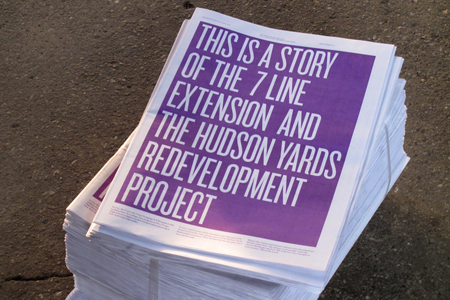 THIS IS A STORY
OF THE 7 LINE
EXTENSION AND
THE HUDSON YARDS
REDEVELOPMENT
PROJECT